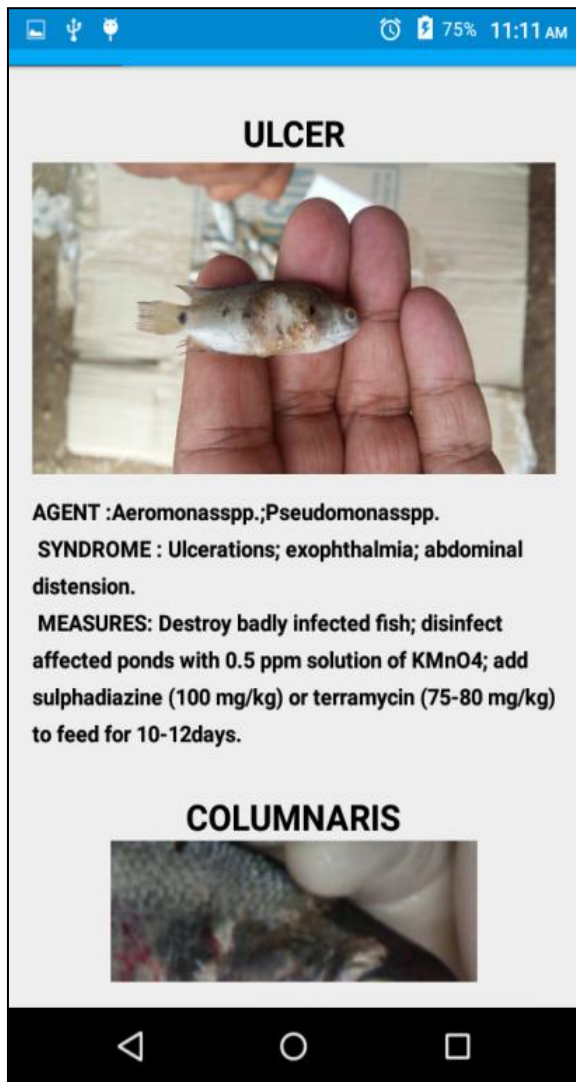 75% 11:11 AM
ULCER
AGENT :Aeromonasspp.;Pseudomonasspp.
SYNDROME : Ulcerations; exophthalmia; abdominal
distension.
MEASURES: Destroy badly infected fish; disinfect
affected ponds with 0.5 ppm solution of KMnO4; add
sulphadiazine (100 mg/kg) or terramycin (75-80 mg/kg)
to feed for 10-12days.
COLUMNARIS